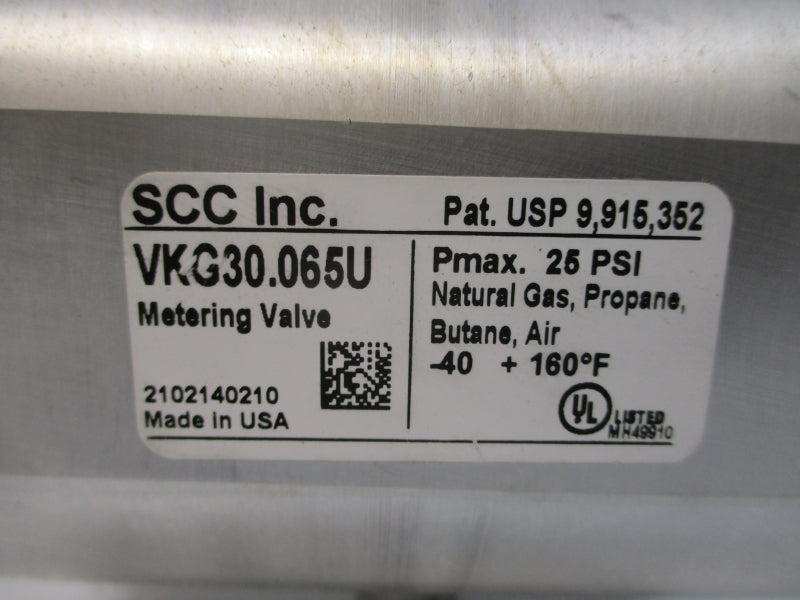 SCC Inc.
Pat. USP 9,915,352
VKG30.065U
Metering Valve
2102140210
Made in USA
Pmax. 25 PSI
Natural Gas, Propane,
Butane, Air
-40 + 160°F
UL LISTED
MH49910